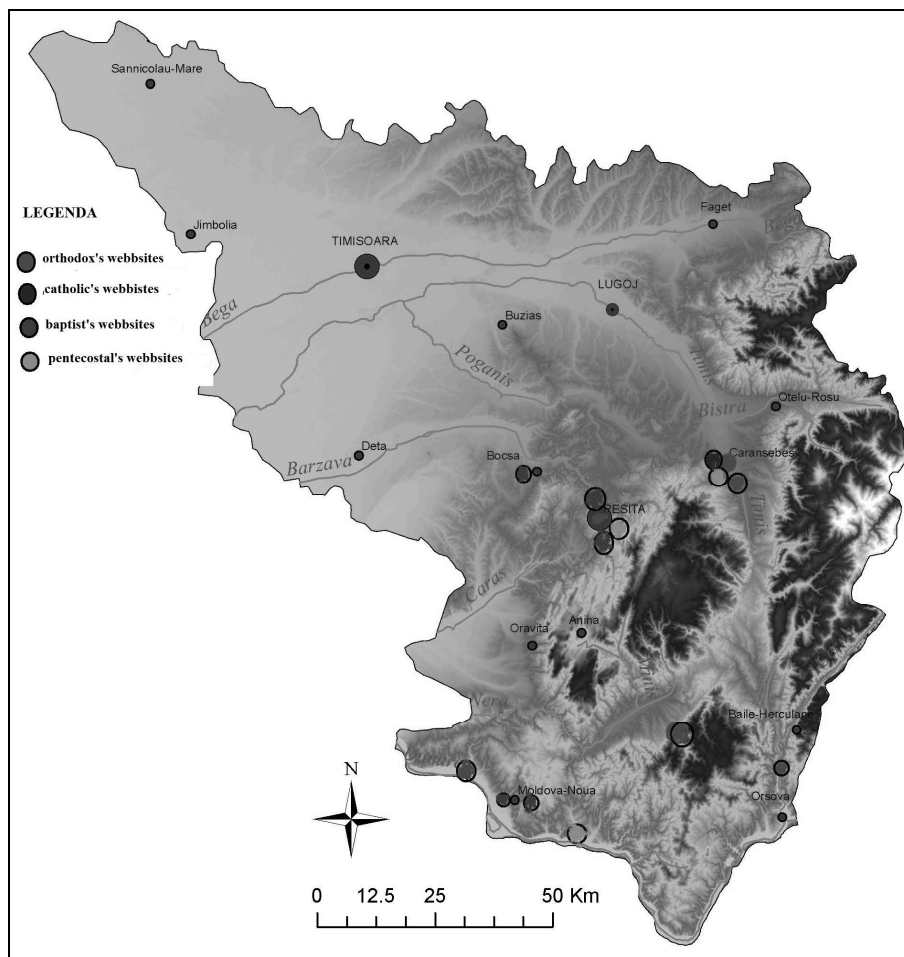 Sannicolau-Mare
LEGENDA
Jimbolia
Faget
Bega
TIMISOARA
orthodox's webbsites
catholic's webbistes
baptist's webbsites
pentecostal's webbsites
Bega
LUGOJ
Buzias
Timis
Poganis
Bistra
Otelu-Rosu
Deta
Barzava
Bocsa
Caransebes
Timis
RESITA
Caras
Oravita
Anina
Nera
Baile-Herculane
Moldova-Noua
Orsova
N
0 12.5 25 50 Km